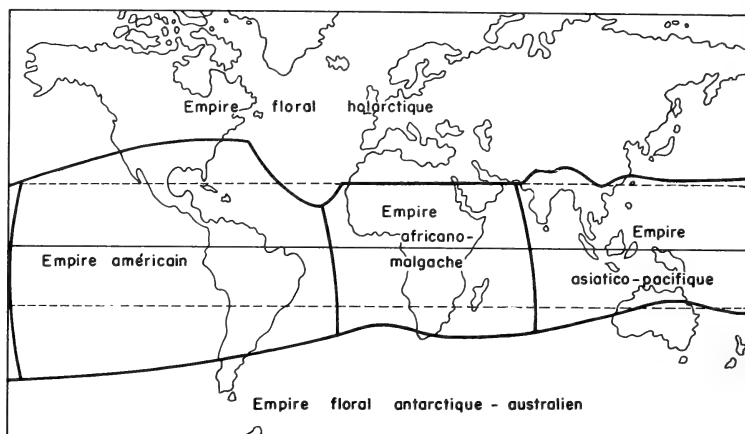 Empire floral holarctique
Empire
africano-
malgache
Empire
Empire américain
asiatico-pacifique
Empire floral antarctique - australien